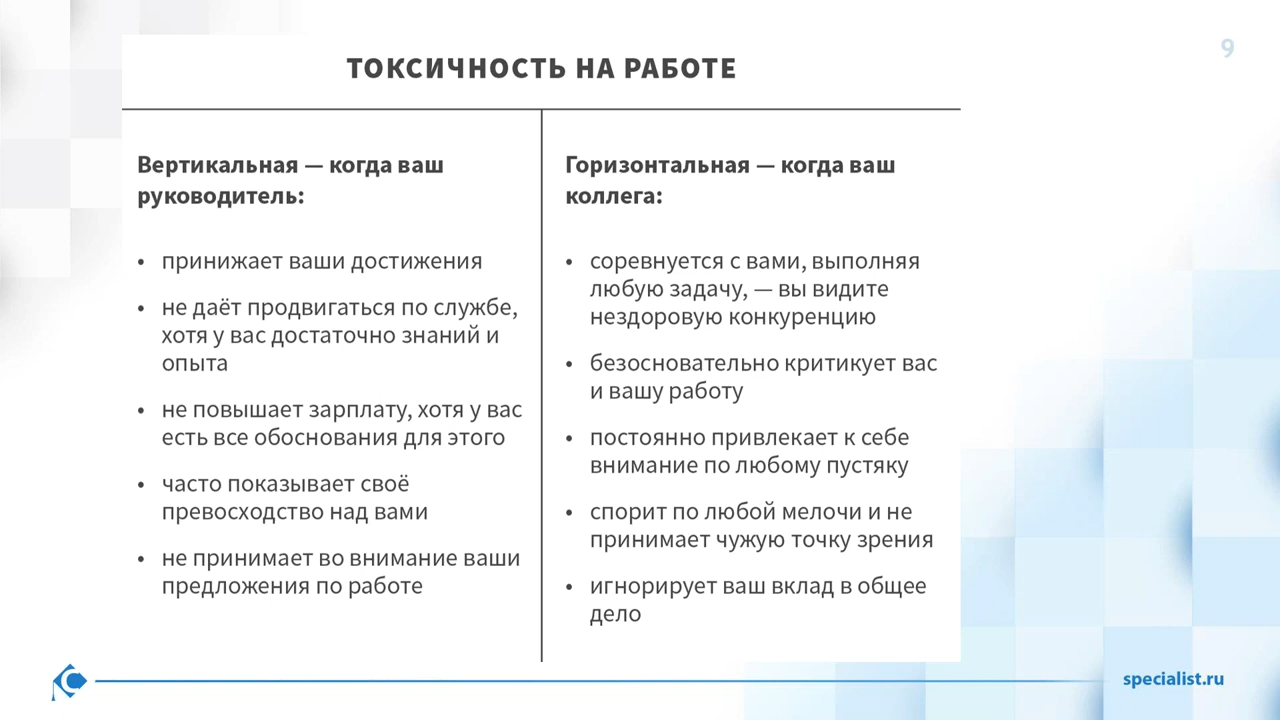 9
ТОКСИЧНОСТЬ НА РАБОТЕ
Вертикальная — когда ваш
руководитель:
• принижает ваши достижения
• не даёт продвигаться по службе,
хотя у вас достаточно знаний и
опыта
• не повышает зарплату, хотя у вас
есть все обоснования для этого
• часто показывает своё
превосходство над вами
• не принимает во внимание ваши
предложения по работе
Горизонтальная — когда ваш
коллега:
• соревнуется с вами, выполняя
любую задачу, — вы видите
нездоровую конкуренцию
• безосновательно критикует вас
и вашу работу
• постоянно привлекает к себе
внимание по любому пустяку
• спорит по любой мелочи и не
принимает чужую точку зрения
• игнорирует ваш вклад в общее
дело
specialist.ru